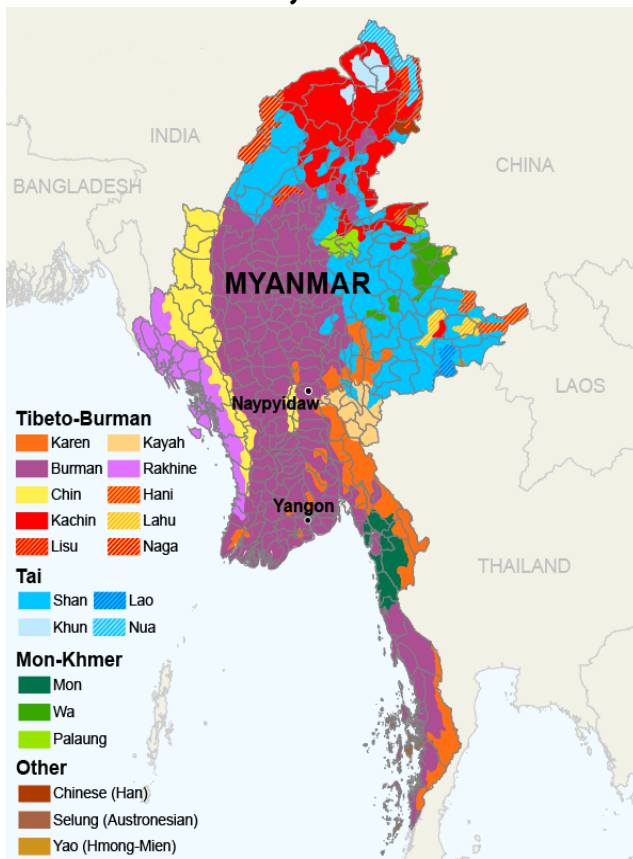 INDIA
CHINA
BANGLADESH
MYANMAR
LAOS
Naypyidaw
Yangon
THAILAND
Tibeto-Burman
Karen Kayah
Burman Rakhine
Chin Hani
Kachin Lahu
Lisu Naga
Tai
Shan Lao
Khun Nua
Mon-Khmer
Mon
Wa
Palaung
Other
Chinese (Han)
Selung (Austronesian)
Yao (Hmong-Mien)